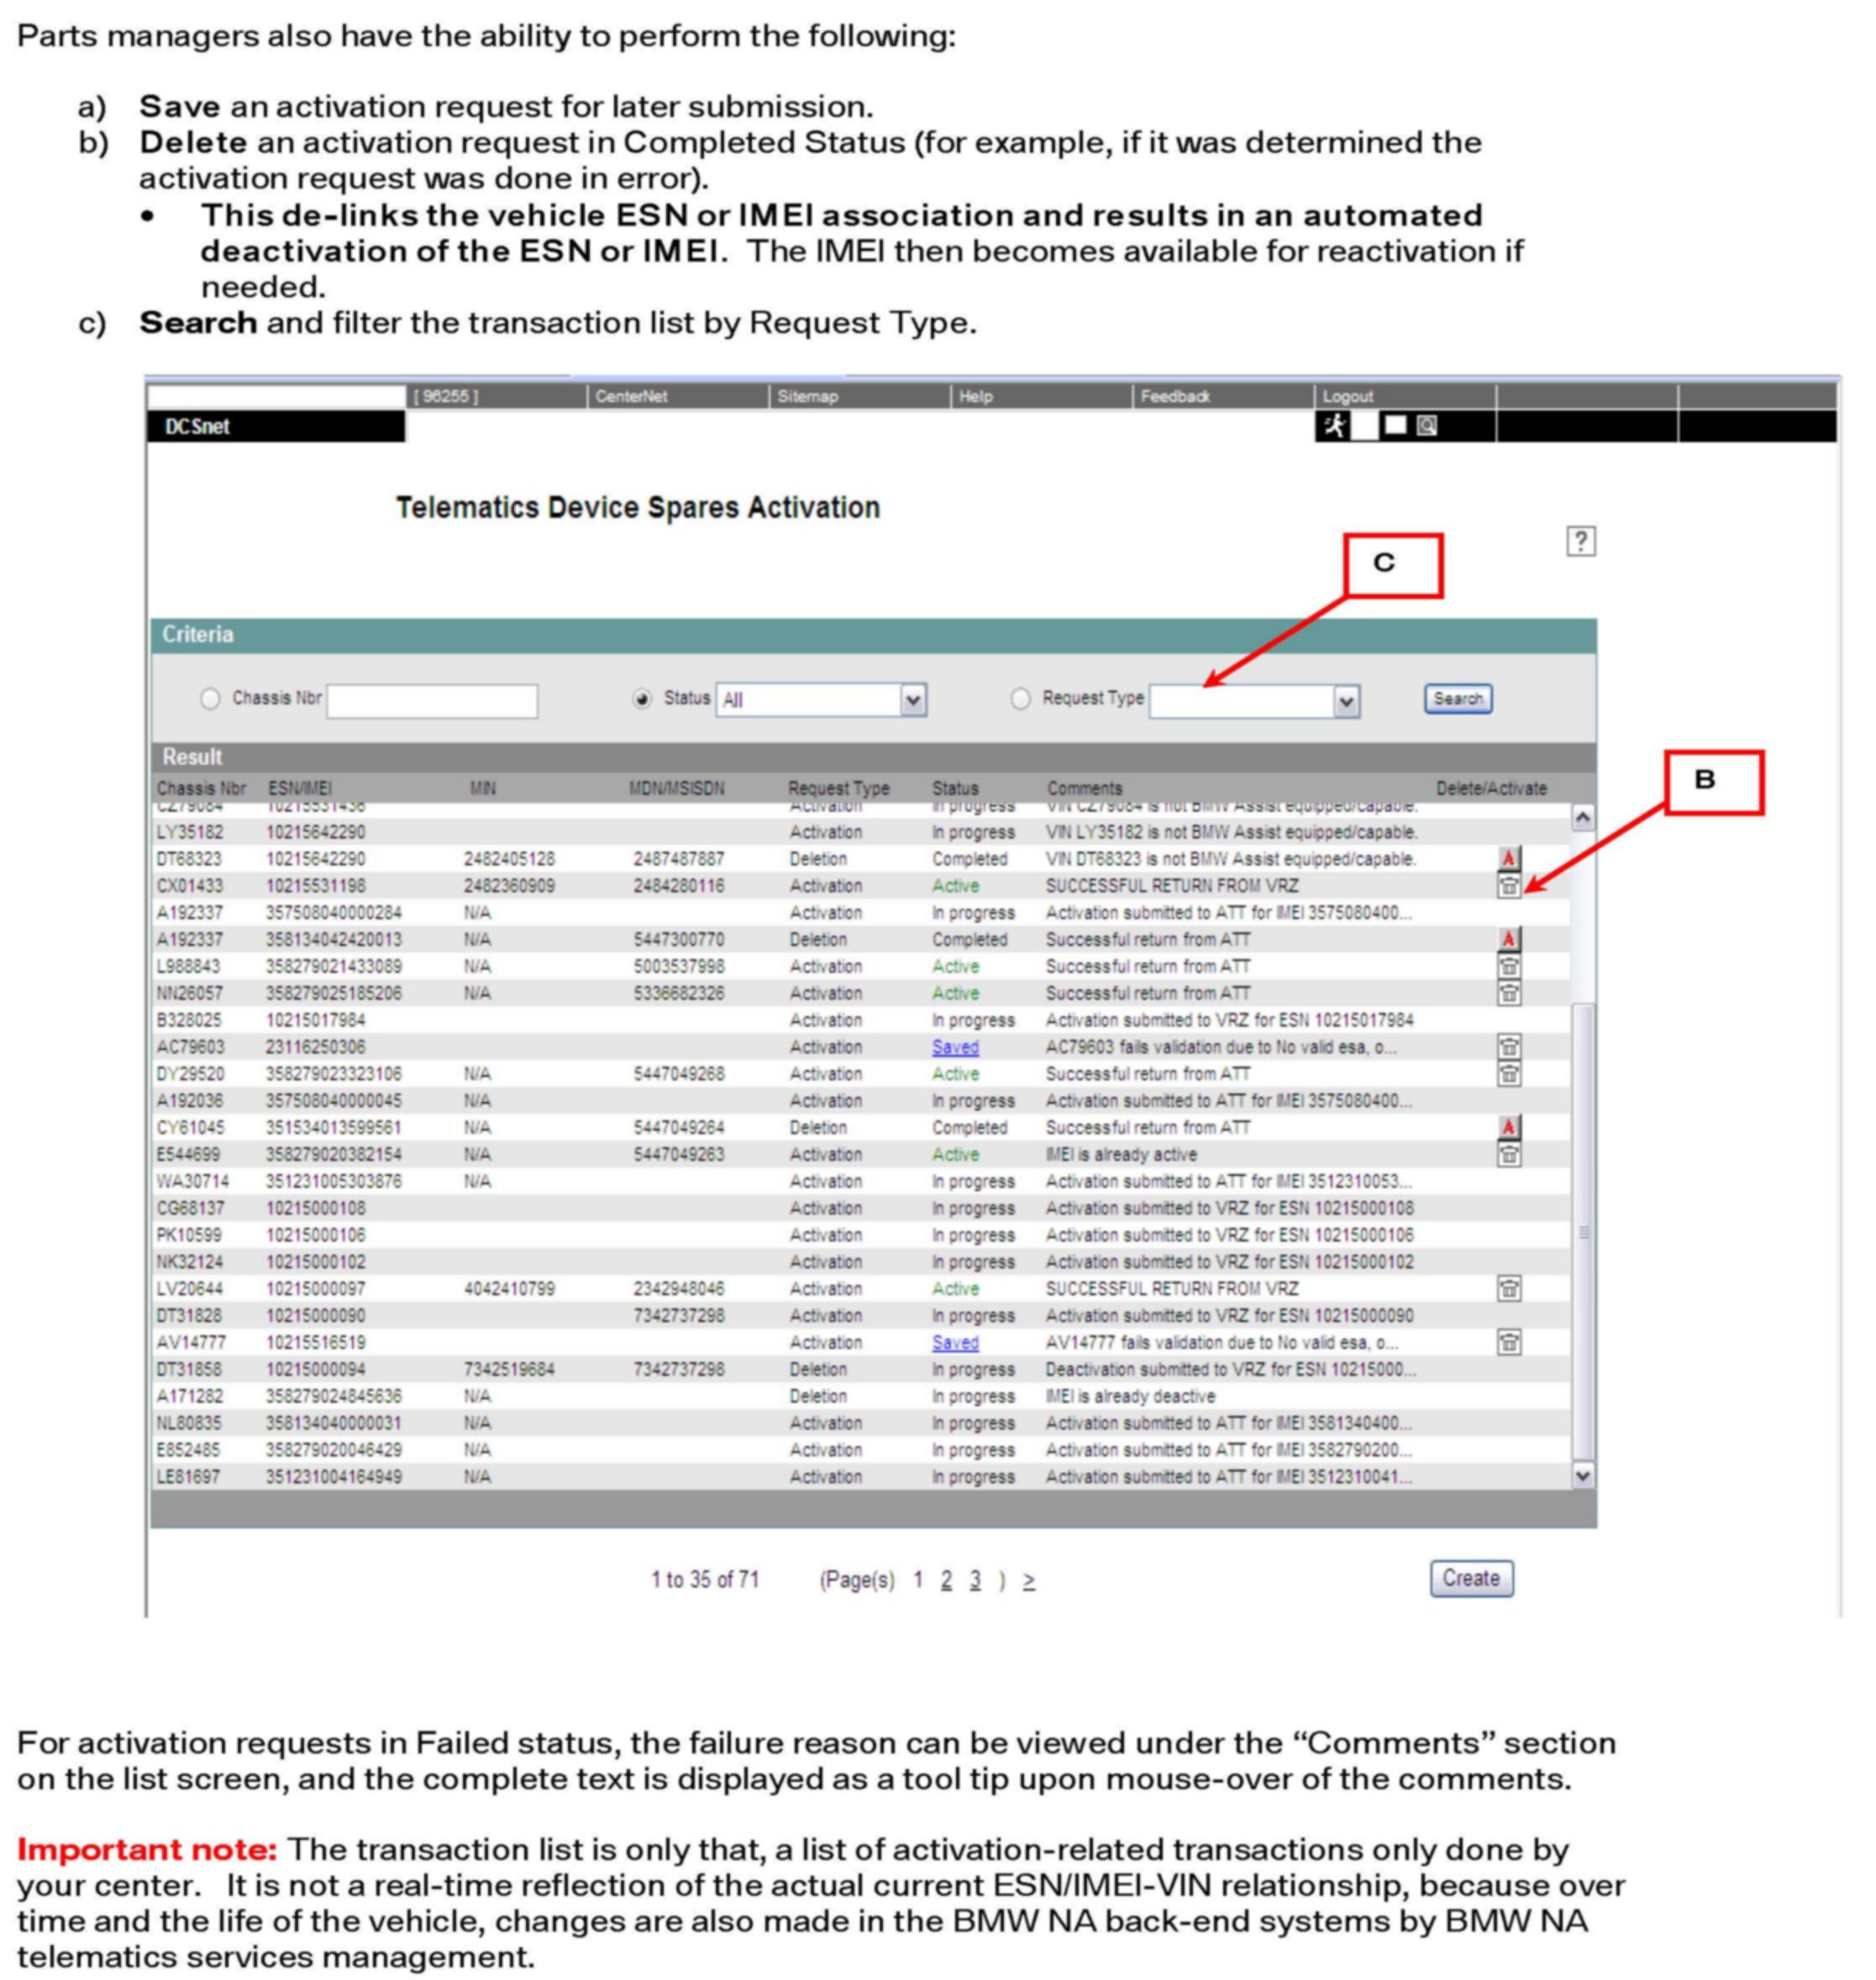 Parts managers also have the ability to perform the following:
a) Save an activation request for later submission.
b) Delete an activation request in Completed Status (for example, if it was determined the
activation request was done in error).
• This de-links the vehicle ESN or IMEI association and results in an automated
deactivation of the ESN or IMEI. The IMEI then becomes available for reactivation if
needed.
c) Search and filter the transaction list by Request Type.
[ 96255 ] CenterNet Sitemap Help Feedback Logout
DCSnet
Telematics Device Spares Activation
?
C
Criteria
Chassis Nbr Status All Request Type Search
Result
B
Chassis Nbr ESN/IMEI MIN MDN/MSISDN Request Type Status Comments Delete/Activate
CZ79084 10215531436 Activation In progress VIN CZ79084 is not BMW Assist equipped/capable.
LY35182 10215642290 Activation In progress VIN LY35182 is not BMW Assist equipped/capable.
DT68323 10215642290 2482405128 2487487887 Deletion Completed VIN DT68323 is not BMW Assist equipped/capable. A
CX01433 10215531198 2482360909 2484280116 Activation Active SUCCESSFUL RETURN FROM VRZ
A192337 357508040000284 N/A Activation In progress Activation submitted to ATT for IMEI 3575080400...
A192337 358134042420013 N/A 5447300770 Deletion Completed Successful return from ATT A
L988843 358279021433089 N/A 5003537998 Activation Active Successful return from ATT
NN26057 358279025185206 N/A 5336682326 Activation Active Successful return from ATT
B328025 10215017984 Activation In progress Activation submitted to VRZ for ESN 10215017984
AC79603 23116250306 Activation Saved AC79603 fails validation due to No valid esa, o...
DY29520 358279023323106 N/A 5447049268 Activation Active Successful return from ATT
A192036 357508040000045 N/A Activation In progress Activation submitted to ATT for IMEI 3575080400...
CY61045 351534013599561 N/A 5447049264 Deletion Completed Successful return from ATT A
E544699 358279020382154 N/A 5447049263 Activation Active IMEI is already active
WA30714 351231005303876 N/A Activation In progress Activation submitted to ATT for IMEI 3512310053...
CG68137 10215000108 Activation In progress Activation submitted to VRZ for ESN 10215000108
PK10599 10215000106 Activation In progress Activation submitted to VRZ for ESN 10215000106
NK32124 10215000102 Activation In progress Activation submitted to VRZ for ESN 10215000102
LV20644 10215000097 4042410799 2342948046 Activation Active SUCCESSFUL RETURN FROM VRZ
DT31828 10215000090 7342737298 Activation In progress Activation submitted to VRZ for ESN 10215000090
AV14777 10215516519 Activation Saved AV14777 fails validation due to No valid esa, o...
DT31858 10215000094 7342519684 7342737298 Deletion In progress Deactivation submitted to VRZ for ESN 10215000...
A171282 358279024845636 N/A Deletion In progress IMEI is already deactive
NL80835 358134040000031 N/A Activation In progress Activation submitted to ATT for IMEI 3581340400...
E852485 358279020046429 N/A Activation In progress Activation submitted to ATT for IMEI 3582790200...
LE81697 351231004164949 N/A Activation In progress Activation submitted to ATT for IMEI 3512310041...
1 to 35 of 71 (Page(s) 1 2 3 ) > Create
For activation requests in Failed status, the failure reason can be viewed under the “Comments” section
on the list screen, and the complete text is displayed as a tool tip upon mouse-over of the comments.
Important note: The transaction list is only that, a list of activation-related transactions only done by
your center. It is not a real-time reflection of the actual current ESN/IMEI-VIN relationship, because over
time and the life of the vehicle, changes are also made in the BMW NA back-end systems by BMW NA
telematics services management.